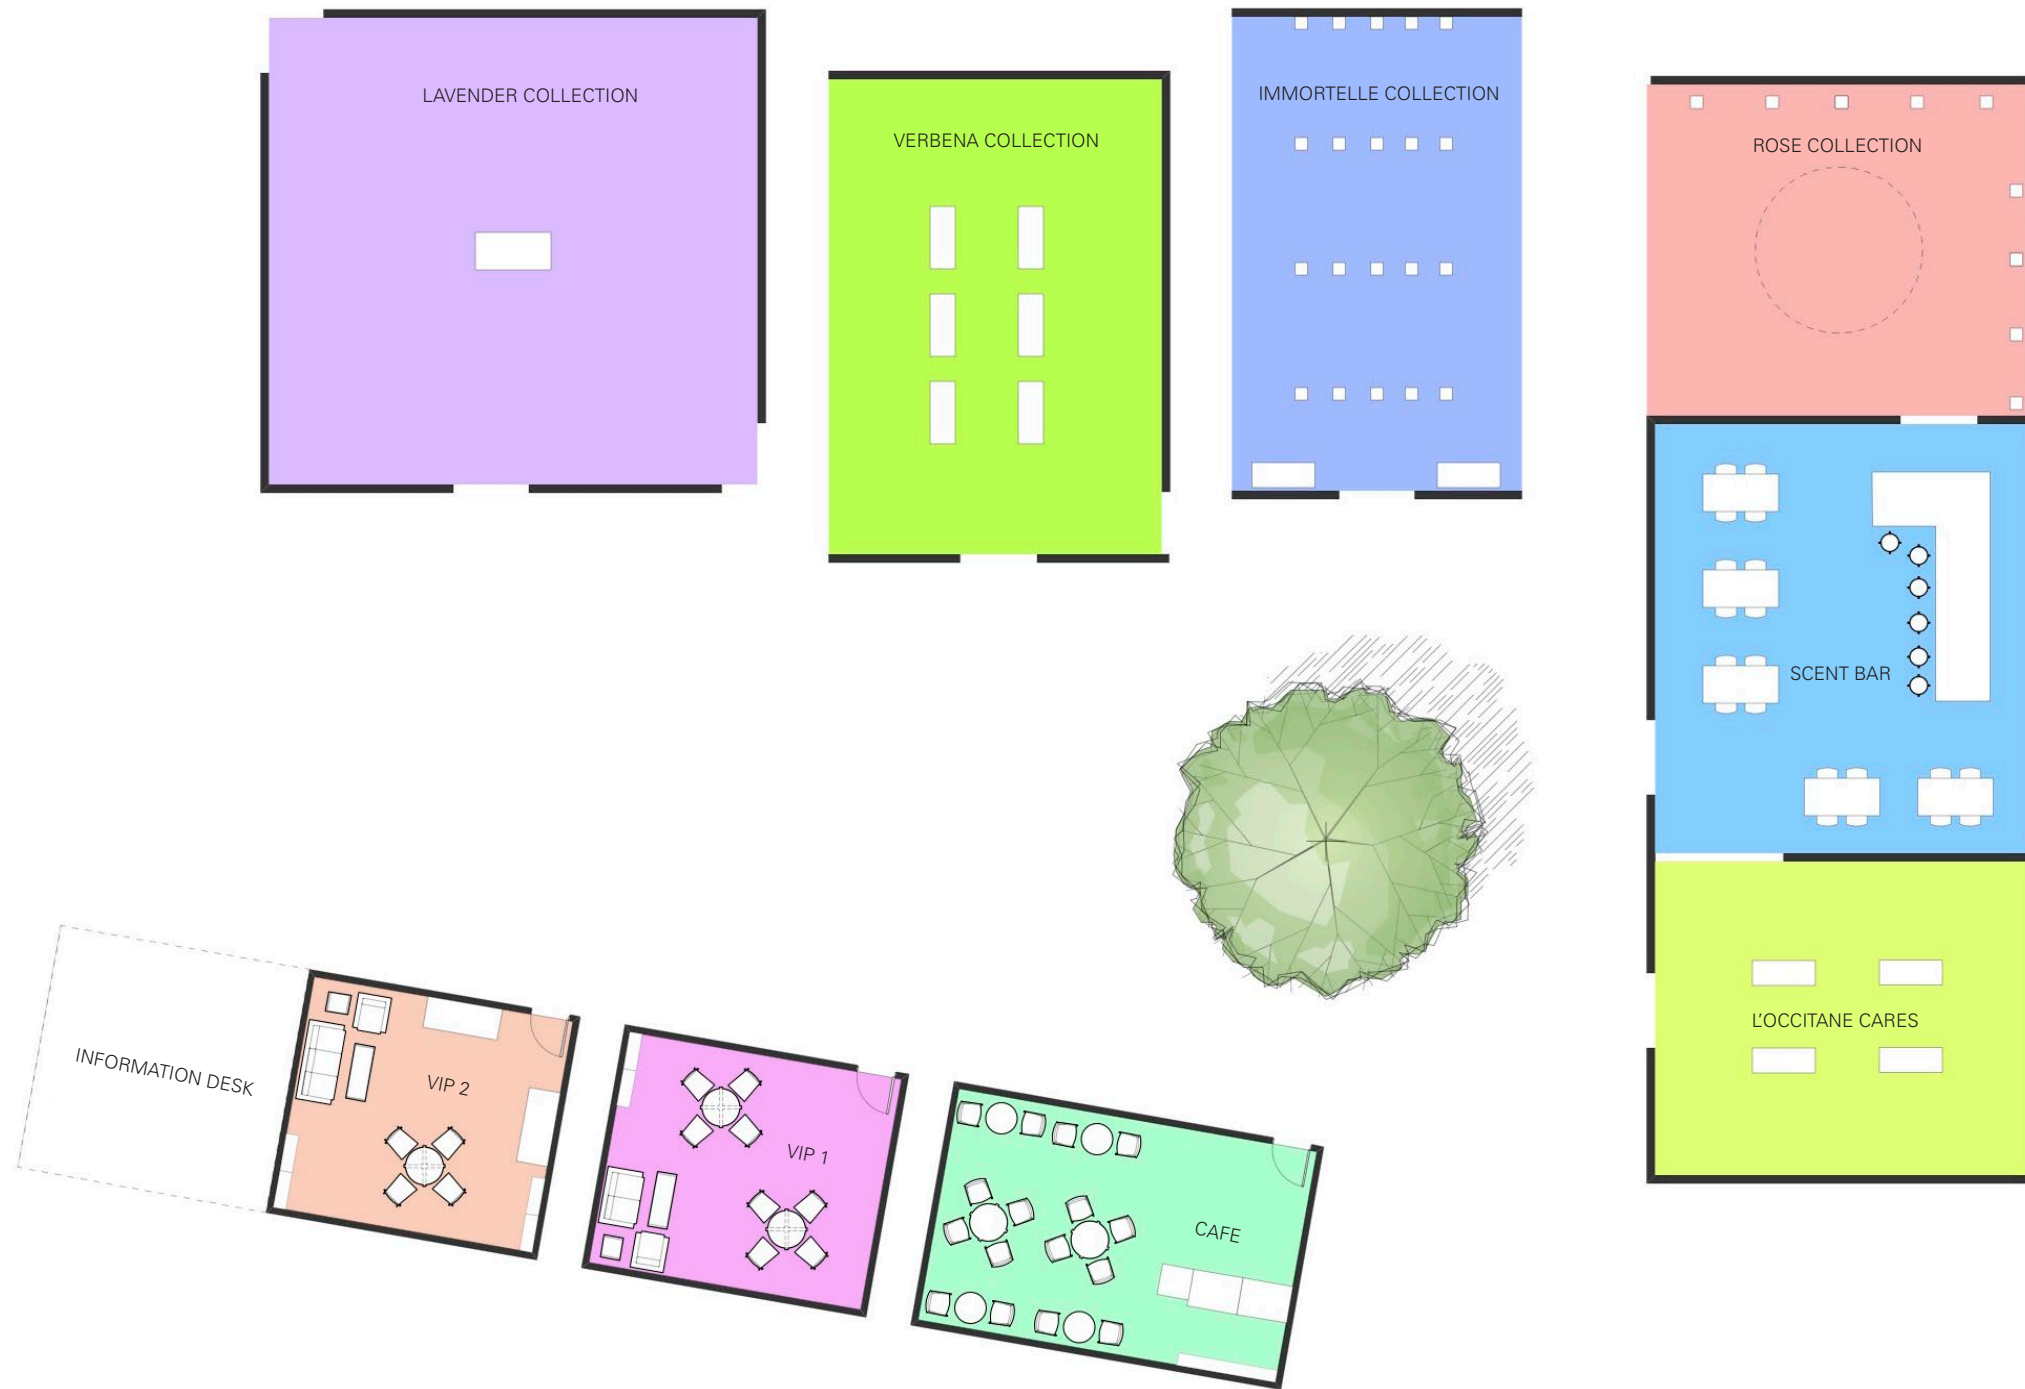 LAVENDER COLLECTION
VERBENA COLLECTION
IMMORTELLE COLLECTION
ROSE COLLECTION
SCENT BAR
L'OCCITANE CARES
INFORMATION DESK
VIP 2
VIP 1
CAFE